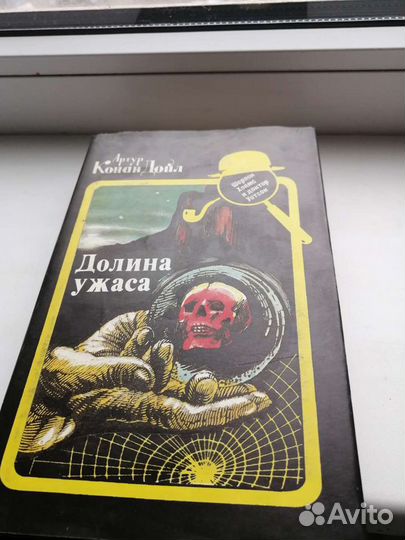 Артур
Конан Дойл
Шерлок
Холмс
и доктор
Уотсон
Долина
ужаса
Avito